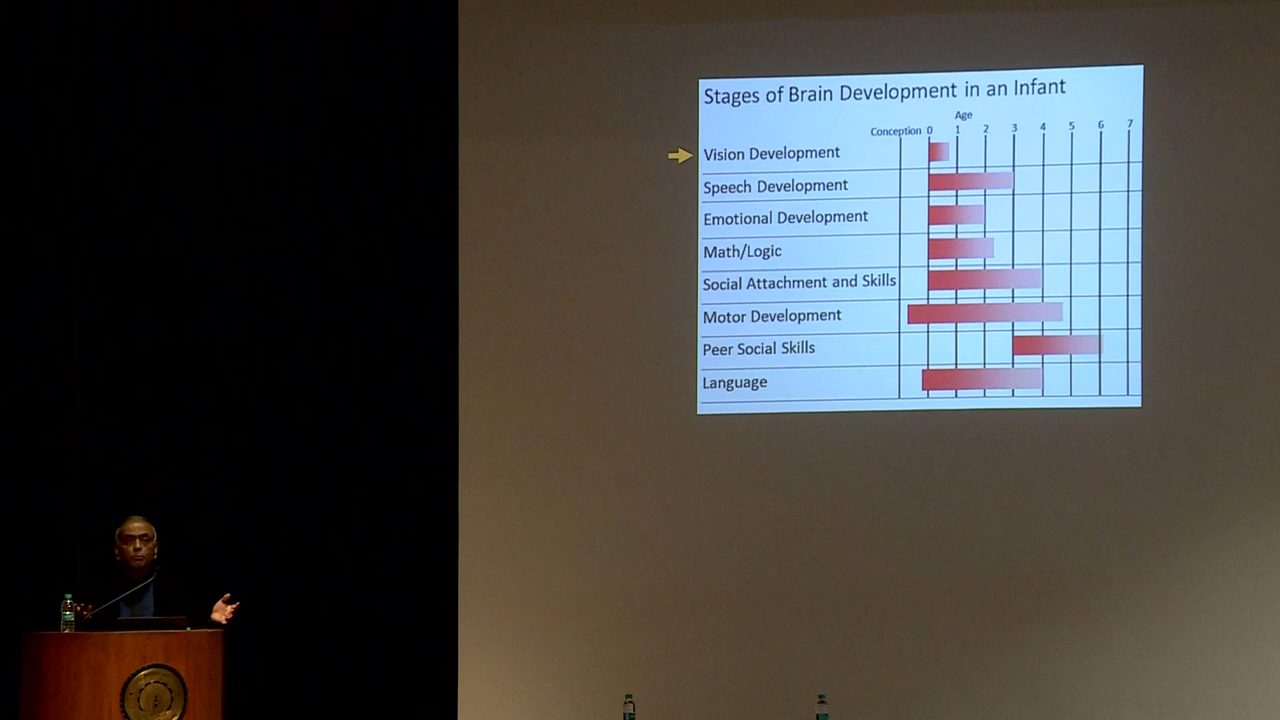 Stages of Brain Development in an Infant
Age
Conception 0 1 2 3 4 5 6 7
Vision Development
Speech Development
Emotional Development
Math/Logic
Social Attachment and Skills
Motor Development
Peer Social Skills
Language